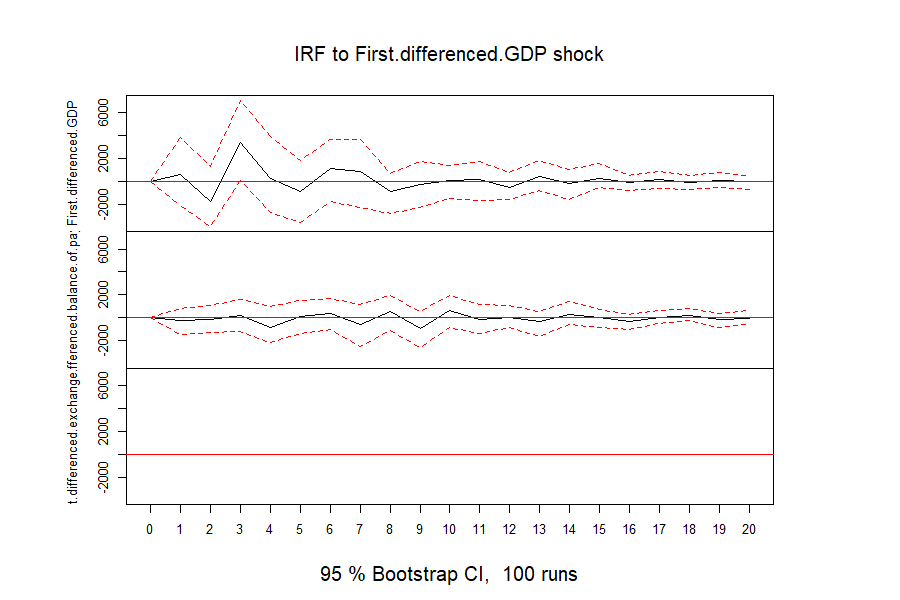 IRF to First.differenced.GDP shock
First.differenced.GDP
6000
2000
-2000
fferenced.balance.of.pa
6000
2000
-2000
t.differenced.exchange.
6000
2000
-2000
0 1 2 3 4 5 6 7 8 9 10 11 12 13 14 15 16 17 18 19 20
95 % Bootstrap CI, 100 runs